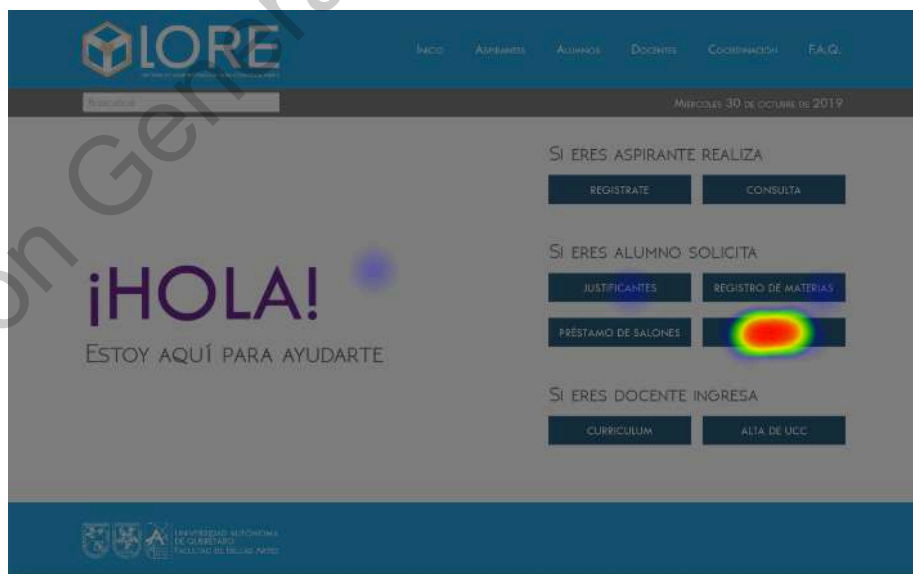 LORE
Inicio Aspirantes Alumnos Docentes Coordinación F.A.Q.
Miércoles 30 de octubre de 2019
Si eres aspirante realiza
REGISTRATE CONSULTA
¡HOLA!
Estoy aquí para ayudarte
Si eres alumno solicita
JUSTIFICANTES REGISTRO DE MATERIAS
PRÉSTAMO DE SALONES
Si eres docente ingresa
CURRICULUM ALTA DE UCC
UNIVERSIDAD AUTÓNOMA
DE QUERÉTARO
FACULTAD DE BELLAS ARTES